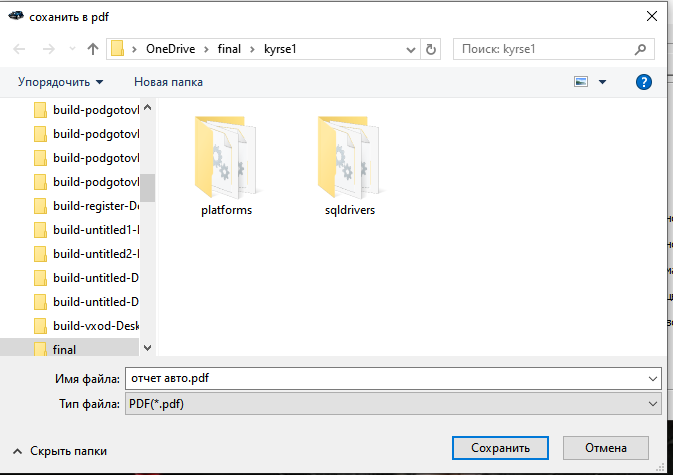 соханить в pdf
OneDrive > final > kyrse1
Поиск: kyrse1
Упорядочить
Новая папка
build-podgotovl
build-podgotovl
build-podgotovl
build-podgotovl
build-register-De
build-untitled1-I
build-untitled2-I
build-untitled-D
build-untitled-D
build-vxod-Desk
final
platforms
sqldrivers
Имя файла:
отчет авто.pdf
Тип файла:
PDF(*.pdf)
Скрыть папки
Сохранить
Отмена